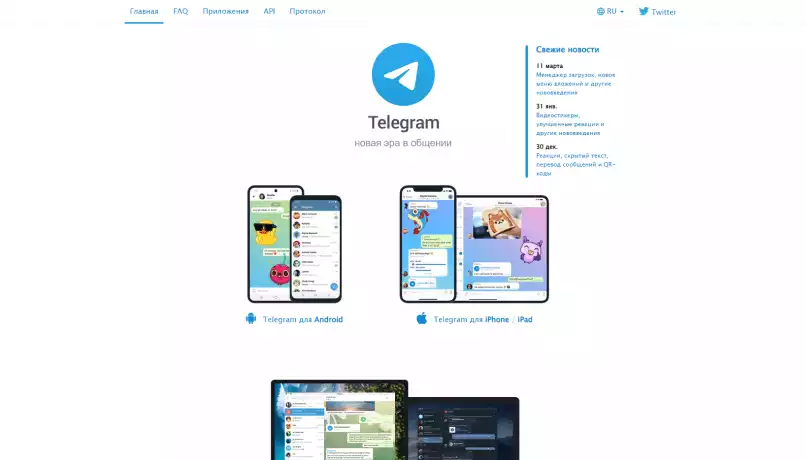 Главная FAQ Приложения API Протокол RU Twitter
Telegram
новая эра в общении
Свежие новости
11 марта
Менеджер загрузок, новое
меню вложений и другие
нововведения
31 янв.
Видеостикеры,
улучшенные реакции и
другие нововведения
30 дек.
Реакции, скрытый текст,
перевод сообщений и QR-
коды
Telegram для Android
Telegram для iPhone / iPad